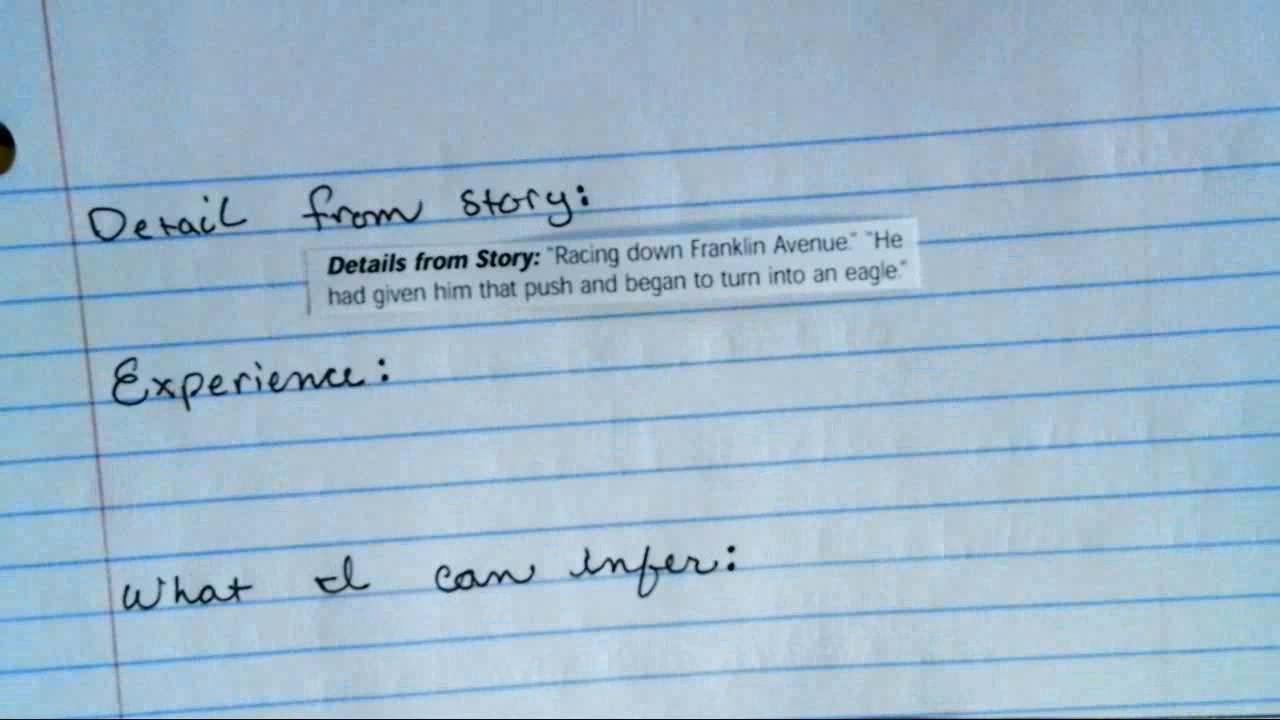 Detail from story:
Details from Story: "Racing down Franklin Avenue." "He
had given him that push and began to turn into an eagle."
Experience:
What I can infer: